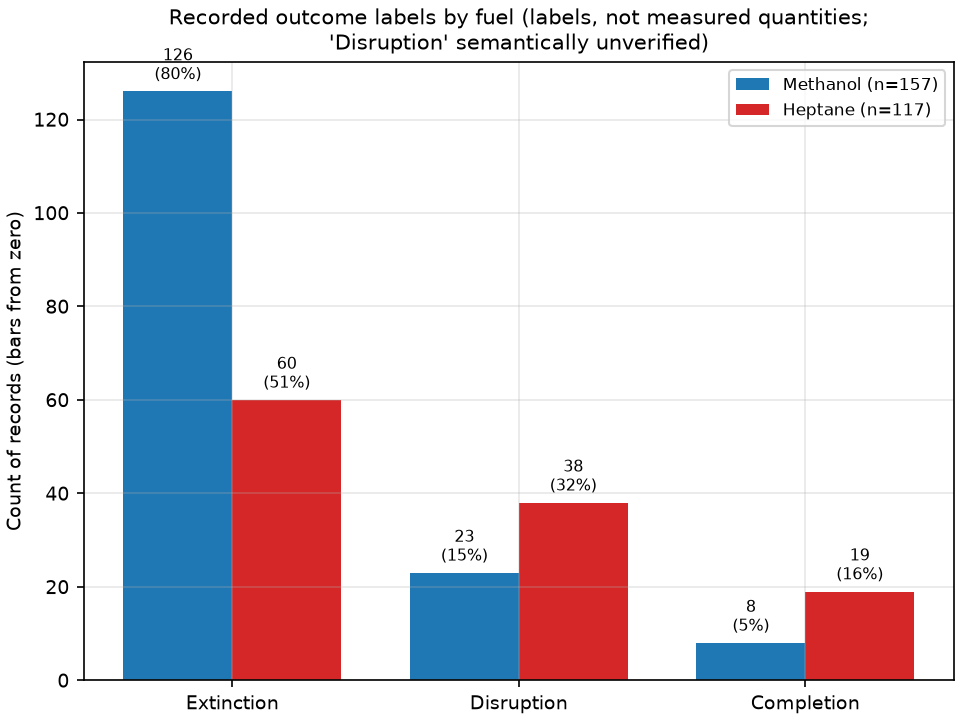 Recorded outcome labels by fuel (labels, not measured quantities;
'Disruption' semantically unverified)
126
(80%)
Methanol (n=157)
Heptane (n=117)
Count of records (bars from zero)
120
100
80
60
40
20
0
60
(51%)
23
(15%)
38
(32%)
8
(5%)
19
(16%)
Extinction
Disruption
Completion